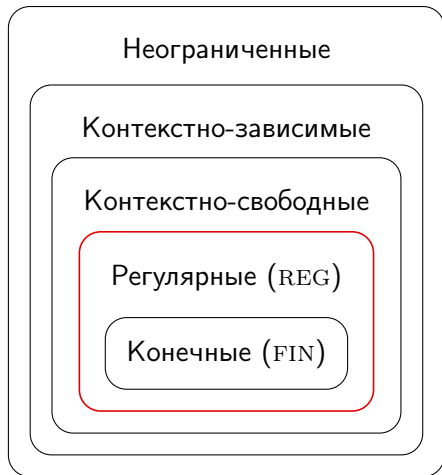 Неограниченные
Контекстно-зависимые
Контекстно-свободные
Регулярные (REG)
Конечные (FIN)